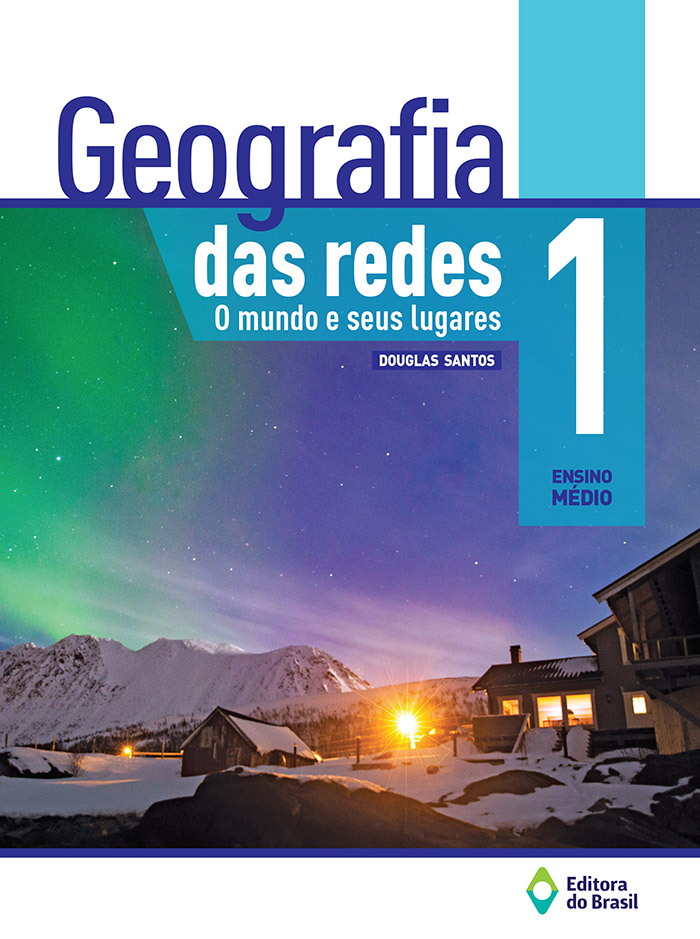 Geografia
das redes
O mundo e seus lugares
DOUGLAS SANTOS
1
ENSINO
MÉDIO
Editora
do Brasil